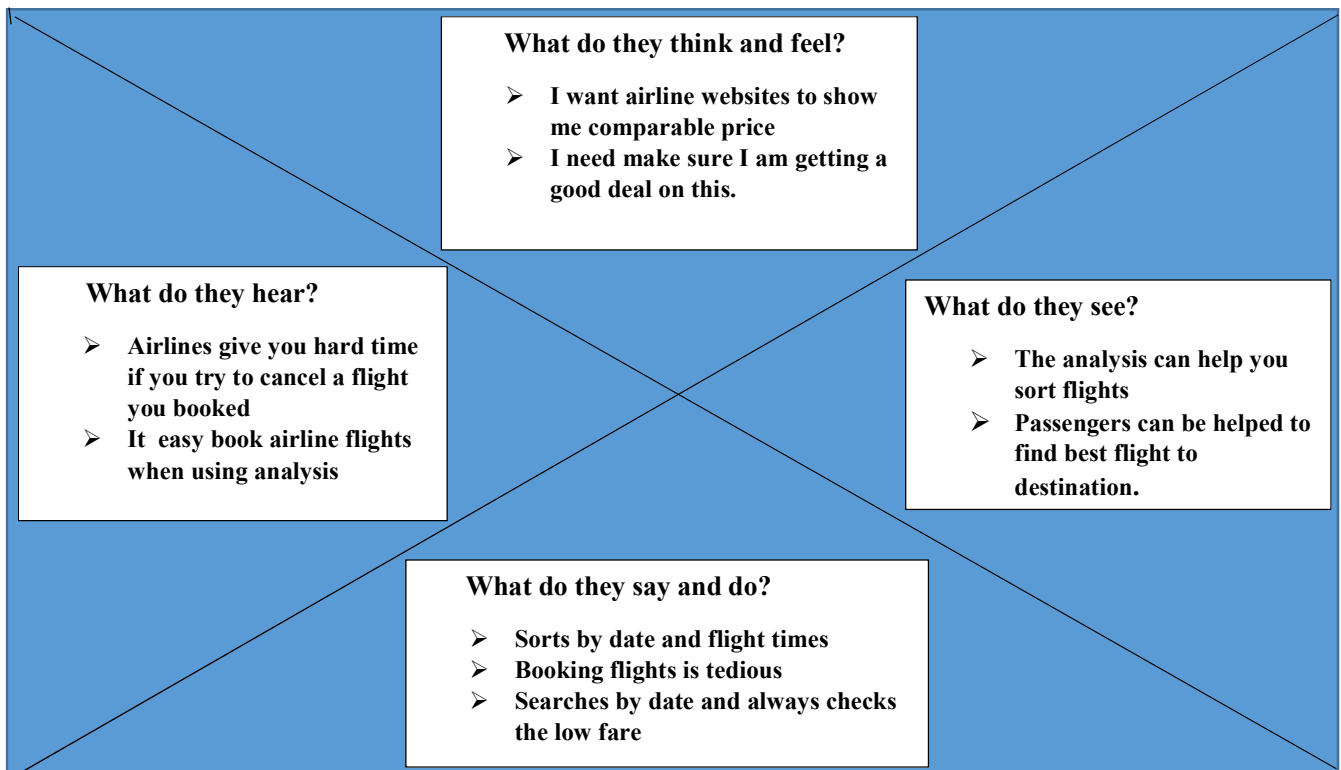 What do they think and feel?
➢ I want airline websites to show
me comparable price
➢ I need make sure I am getting a
good deal on this.
What do they hear?
➢ Airlines give you hard time
if you try to cancel a flight
you booked
➢ It easy book airline flights
when using analysis
What do they see?
➢ The analysis can help you
sort flights
➢ Passengers can be helped to
find best flight to
destination.
What do they say and do?
➢ Sorts by date and flight times
➢ Booking flights is tedious
➢ Searches by date and always checks
the low fare